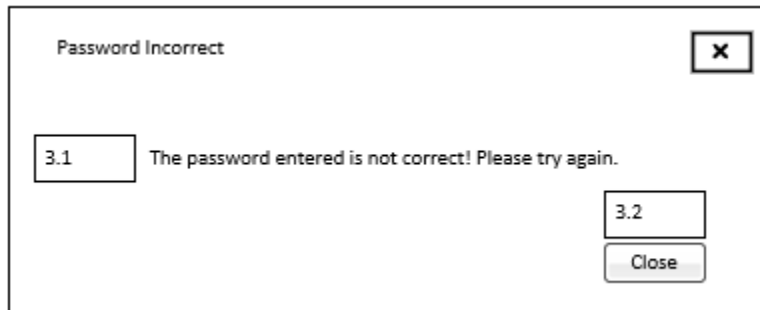 Password Incorrect
3.1
The password entered is not correct! Please try again.
3.2
Close